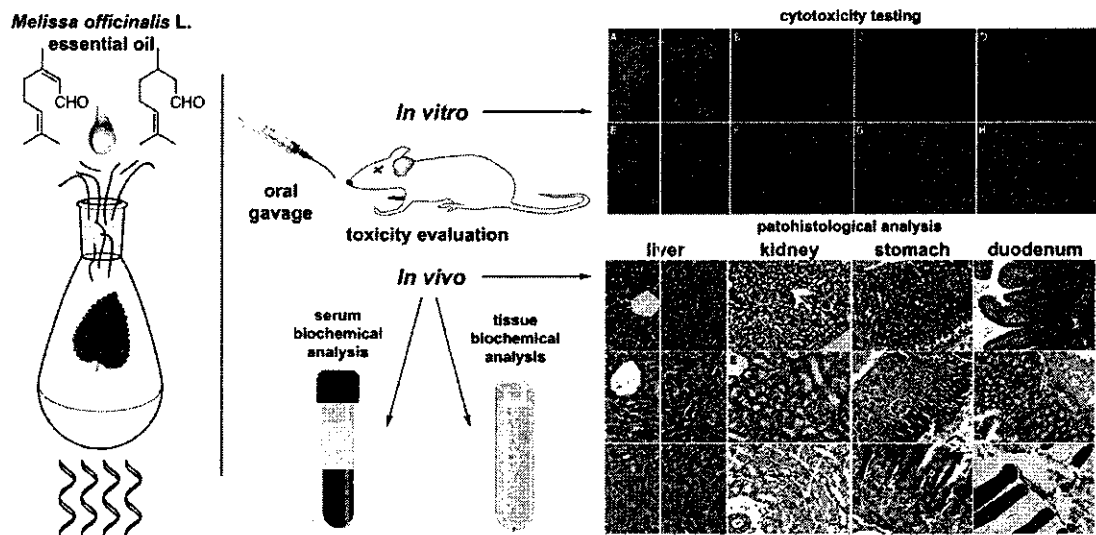 Melissa officinalis L.
essential oil
CHO
CHO
oral
gavage
In vitro
toxicity evaluation
In vivo
serum
biochemical
analysis
tissue
biochemical
analysis
cytotoxicity testing
A
B
D
E
F
G
H
patohistological analysis
liver
kidney
stomach
duodenum